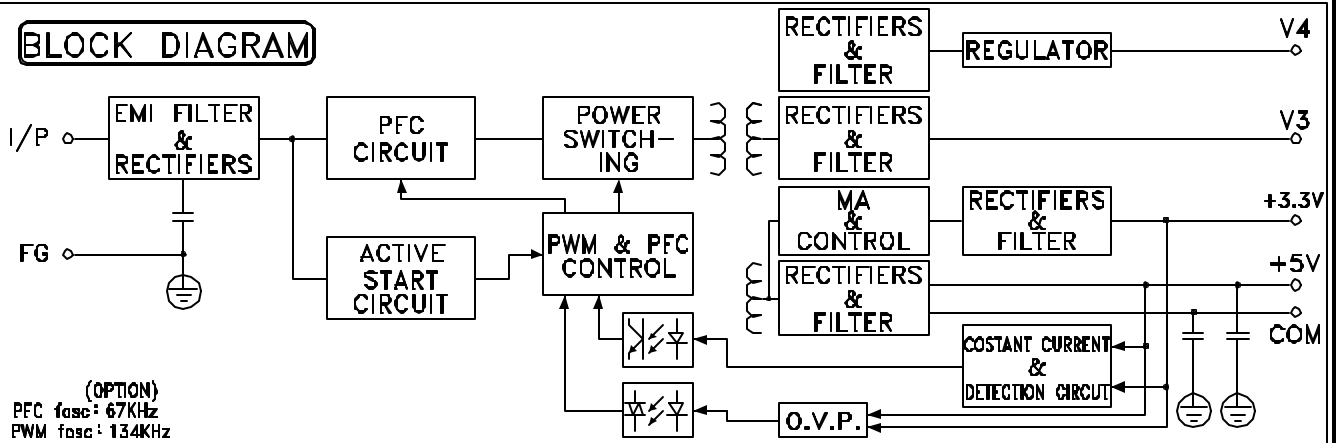 BLOCK DIAGRAM
I/P
EMI FILTER
&
RECTIFIERS
FG
PFC
CIRCUIT
ACTIVE
START
CIRCUIT
POWER
SWITCH-
ING
PWM & PFC
CONTROL
RECTIFIERS
&
FILTER
REGULATOR
V4
RECTIFIERS
&
FILTER
V3
MA
&
CONTROL
RECTIFIERS
&
FILTER
+3.3V
RECTIFIERS
&
FILTER
+5V
COM
COSTANT CURRENT
&
DETECTION CIRCUT
O.V.P.
(OPTION)
PFC fosc: 67KHz
PWM fosc: 134KHz